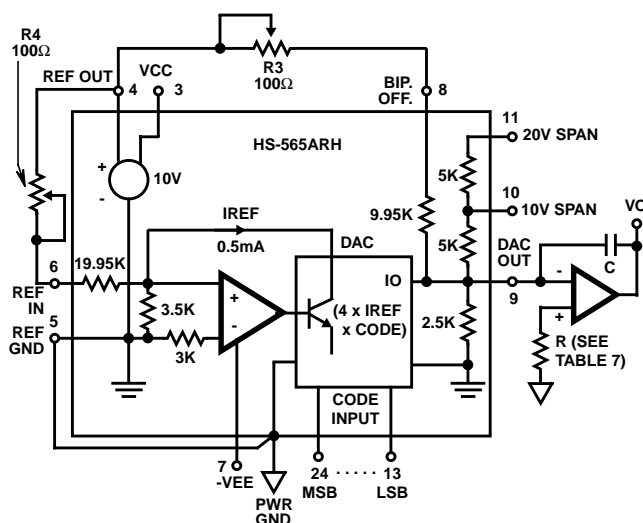 R4
100Ω
R3
100Ω
REF OUT
VCC
4
3
BIP.
OFF.
8
11
20V SPAN
HS-565ARH
+
-
10V
5K
10
10V SPAN
9.95K
5K
IREF
0.5mA
DAC
DAC
OUT
VO
C
6
19.95K
REF
IN
+
-
IO
9
-
+
3.5K
(4 x IREF
x CODE)
2.5K
5
REF
GND
3K
R (SEE
TABLE 7)
CODE
INPUT
7
-VEE
PWR
GND
24 ····· 13
MSB
LSB